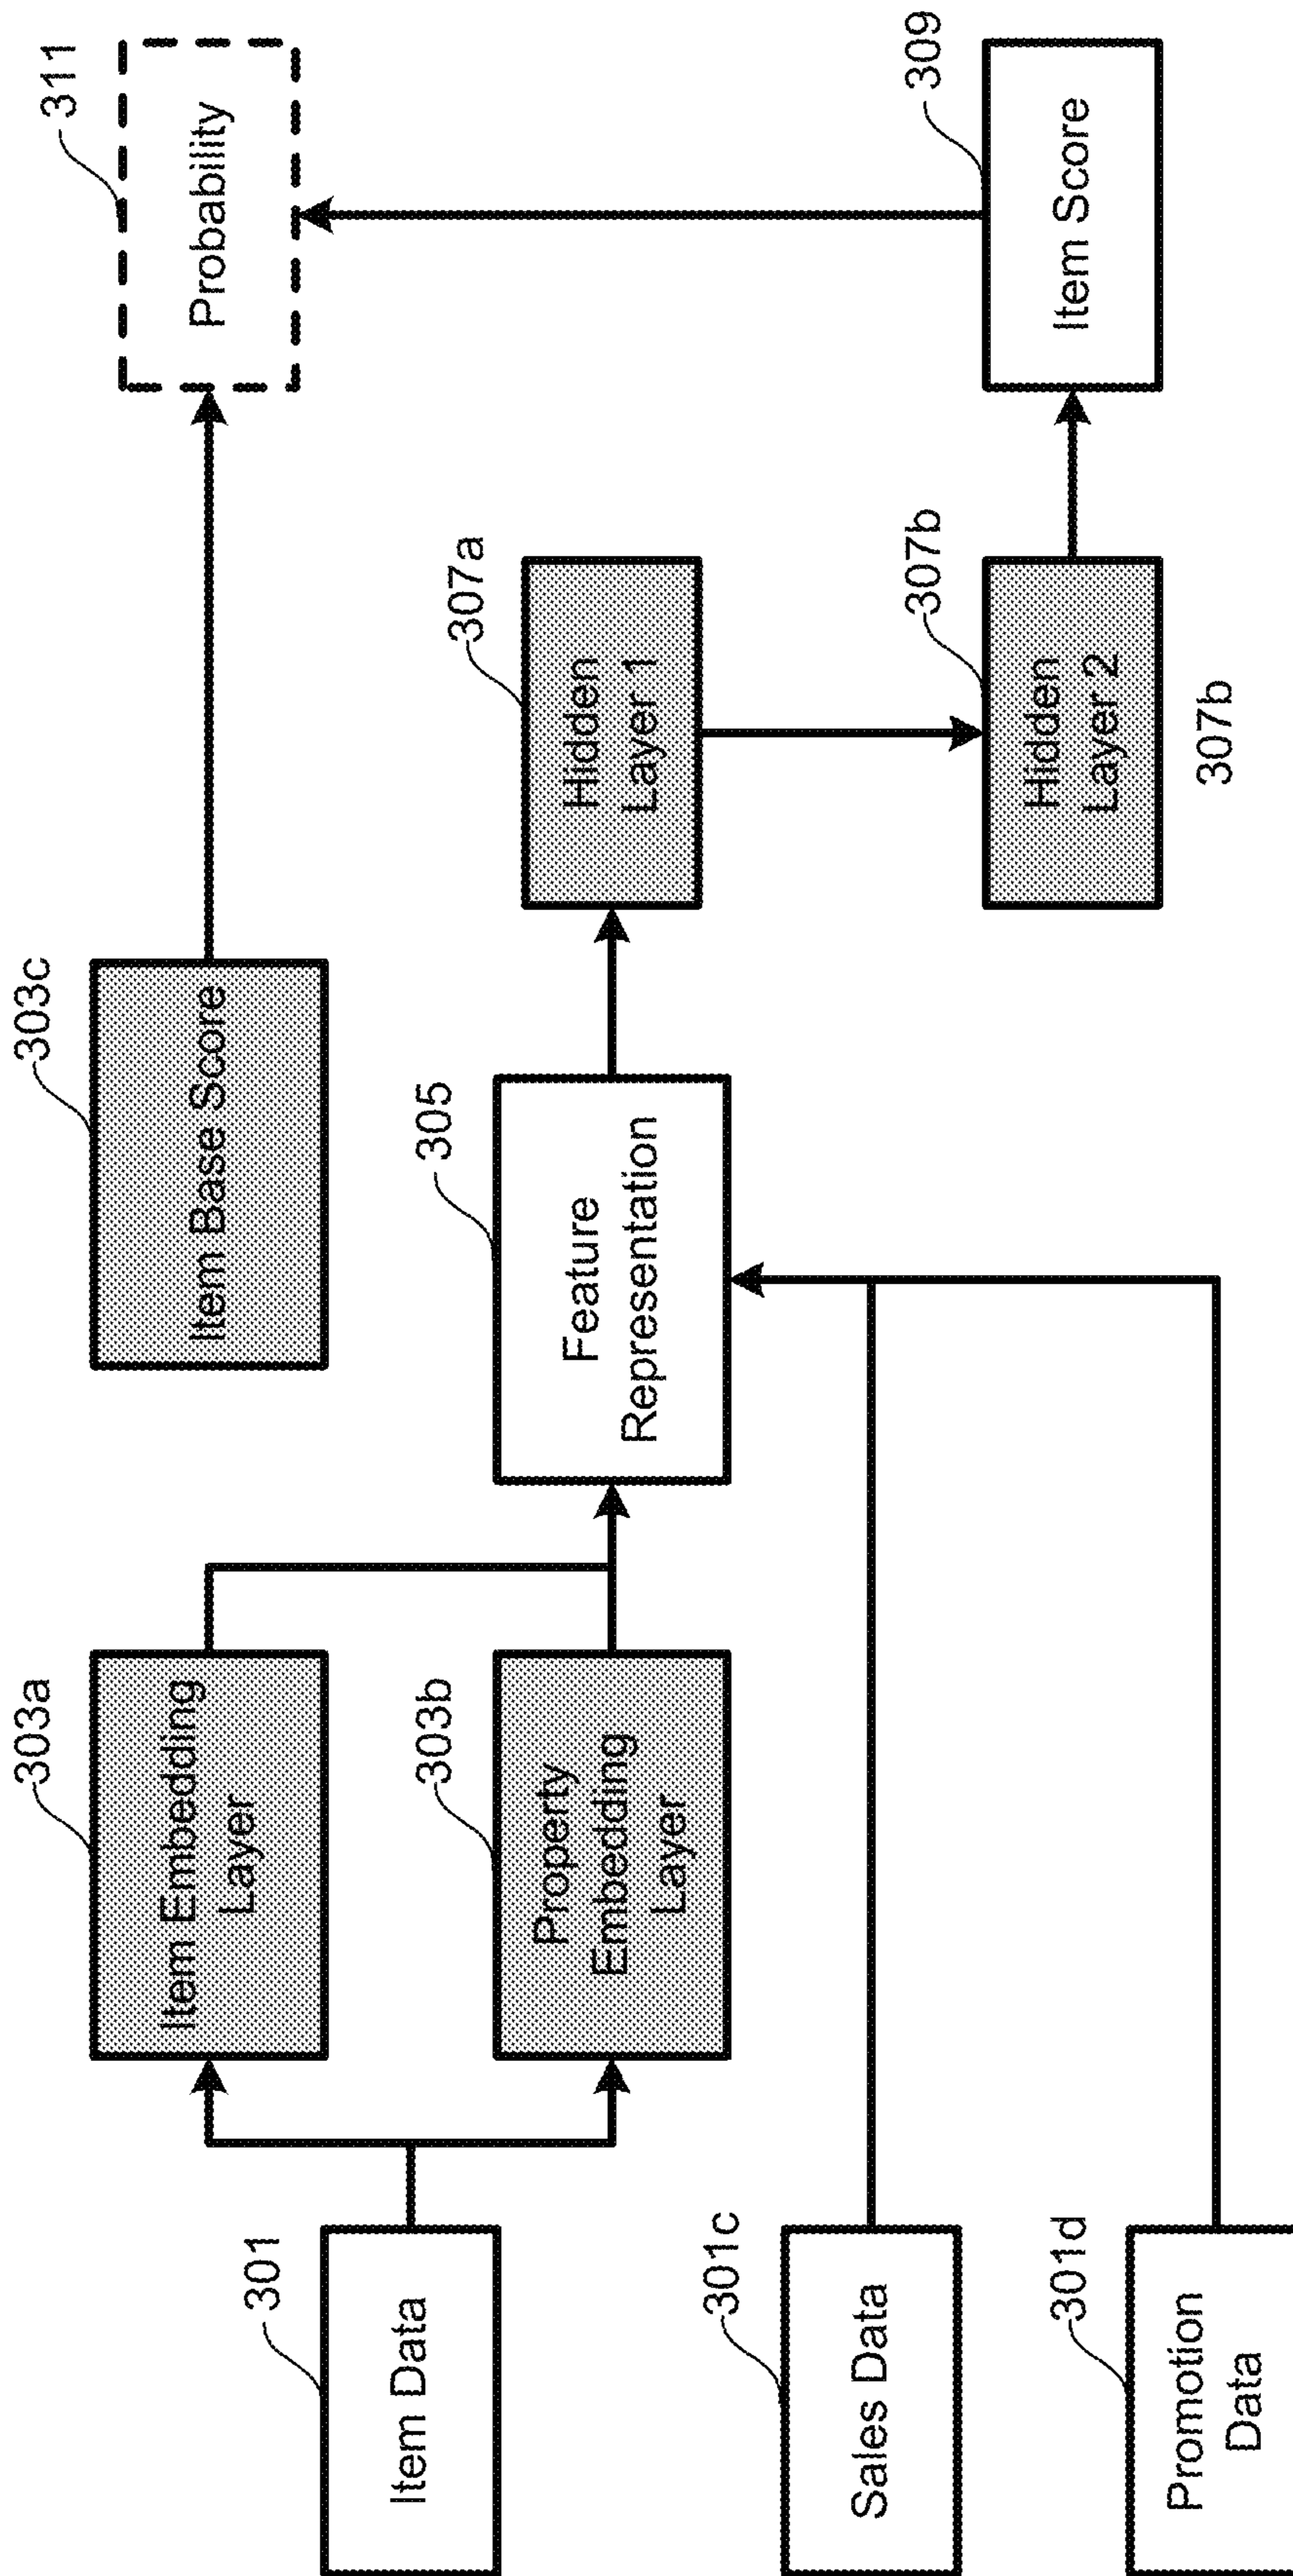 303a
Item Embedding
Layer
303c
Item Base Score
311
Probability
301
Item Data
303b
Property
Embedding
Layer
305
Feature
Representation
307a
Hidden
Layer 1
301c
Sales Data
307b
Hidden
Layer 2
307b
309
Item Score
301d
Promotion
Data